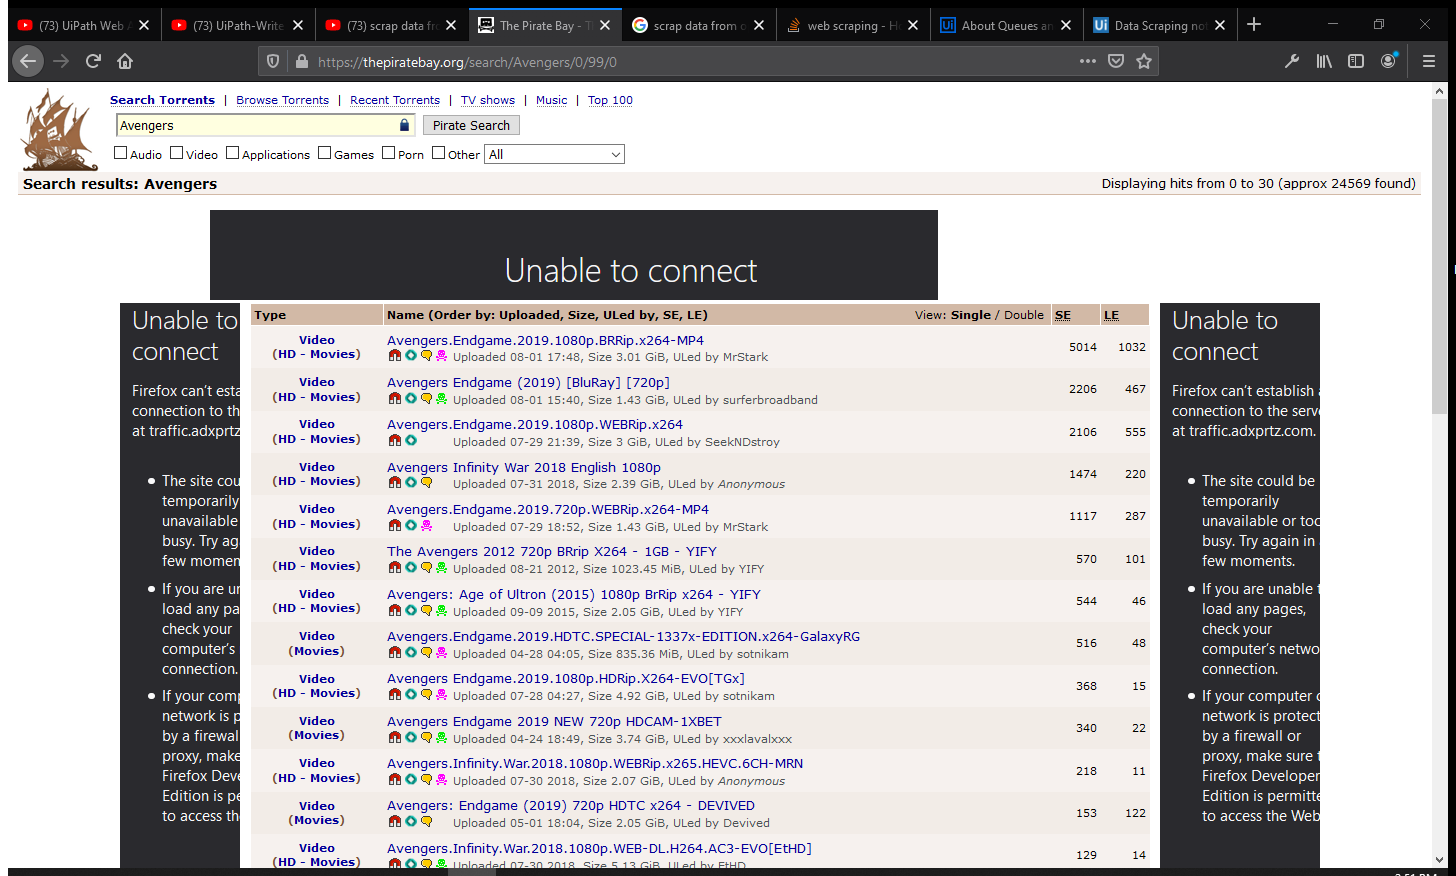 (73) UiPath Web A
(73) UiPath-Write
(73) scrap data fro
The Pirate Bay - T
scrap data from o
web scraping - H
About Queues an
Data Scraping not
https://thepiratebay.org/search/Avengers/0/99/0
Search Torrents | Browse Torrents | Recent Torrents | TV shows | Music | Top 100
Avengers
Pirate Search
Audio Video Applications Games Porn Other All
Search results: Avengers
Displaying hits from 0 to 30 (approx 24569 found)
Unable to connect
Unable to
connect
Firefox can't esta
connection to th
at traffic.adxprtz
The site cou
temporarily
unavailable
busy. Try aga
few momen
If you are un
load any pa
check your
computer's
connection.
If your comp
network is p
by a firewall
proxy, make
Firefox Deve
Edition is pe
to access the
Type Name (Order by: Uploaded, Size, ULed by, SE, LE) View: Single / Double SE LE
Video
(HD - Movies)
Avengers.Endgame.2019.1080p.BRRip.x264-MP4
Uploaded 08-01 17:48, Size 3.01 GiB, ULed by MrStark
5014 1032
Video
(HD - Movies)
Avengers Endgame (2019) [BluRay] [720p]
Uploaded 08-01 15:40, Size 1.43 GiB, ULed by surferbroadband
2206 467
Video
(HD - Movies)
Avengers.Endgame.2019.1080p.WEBRip.x264
Uploaded 07-29 21:39, Size 3 GiB, ULed by SeekNDstroy
2106 555
Video
(HD - Movies)
Avengers Infinity War 2018 English 1080p
Uploaded 07-31 2018, Size 2.39 GiB, ULed by Anonymous
1474 220
Video
(HD - Movies)
Avengers.Endgame.2019.720p.WEBRip.x264-MP4
Uploaded 07-29 18:52, Size 1.43 GiB, ULed by MrStark
1117 287
Video
(HD - Movies)
The Avengers 2012 720p BRrip X264 - 1GB - YIFY
Uploaded 08-21 2012, Size 1023.45 MiB, ULed by YIFY
570 101
Video
(HD - Movies)
Avengers: Age of Ultron (2015) 1080p BrRip x264 - YIFY
Uploaded 09-09 2015, Size 2.05 GiB, ULed by YIFY
544 46
Video
(Movies)
Avengers.Endgame.2019.HDTC.SPECIAL-1337x-EDITION.x264-GalaxyRG
Uploaded 04-28 04:05, Size 835.36 MiB, ULed by sotnikam
516 48
Video
(HD - Movies)
Avengers Endgame.2019.1080p.HDRip.X264-EVO[TGx]
Uploaded 07-28 04:27, Size 4.92 GiB, ULed by sotnikam
368 15
Video
(Movies)
Avengers Endgame 2019 NEW 720p HDCAM-1XBET
Uploaded 04-24 18:49, Size 3.74 GiB, ULed by xxxlavalxxx
340 22
Video
(HD - Movies)
Avengers.Infinity.War.2018.1080p.WEBRip.x265.HEVC.6CH-MRN
Uploaded 07-30 2018, Size 2.07 GiB, ULed by Anonymous
218 11
Video
(Movies)
Avengers: Endgame (2019) 720p HDTC x264 - DEVIVED
Uploaded 05-01 18:04, Size 2.05 GiB, ULed by Devived
153 122
Video
(HD - Movies)
Avengers.Infinity.War.2018.1080p.WEB-DL.H264.AC3-EVO[EtHD]
Uploaded 07-30 2018, Size 5.13 GiB, ULed by EtHD
129 14
Unable to
connect
Firefox can't establish a
connection to the serve
at traffic.adxprtz.com.
The site could be
temporarily
unavailable or too
busy. Try again in
few moments.
If you are unable t
load any pages,
check your
computer's netwo
connection.
If your computer o
network is protect
by a firewall or
proxy, make sure t
Firefox Developer
Edition is permitte
to access the Web